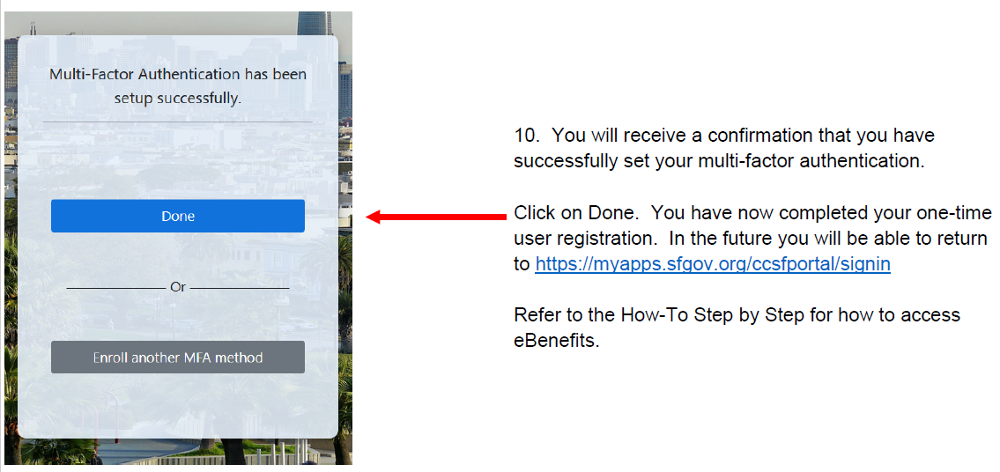 Multi-Factor Authentication has been
setup successfully.
Done
Or
Enroll another MFA method
10.  You will receive a confirmation that you have
successfully set your multi-factor authentication.
Click on Done.  You have now completed your one-time
user registration.  In the future you will be able to return
to https://myapps.sfgov.org/ccsfportal/signin
Refer to the How-To Step by Step for how to access
eBenefits.